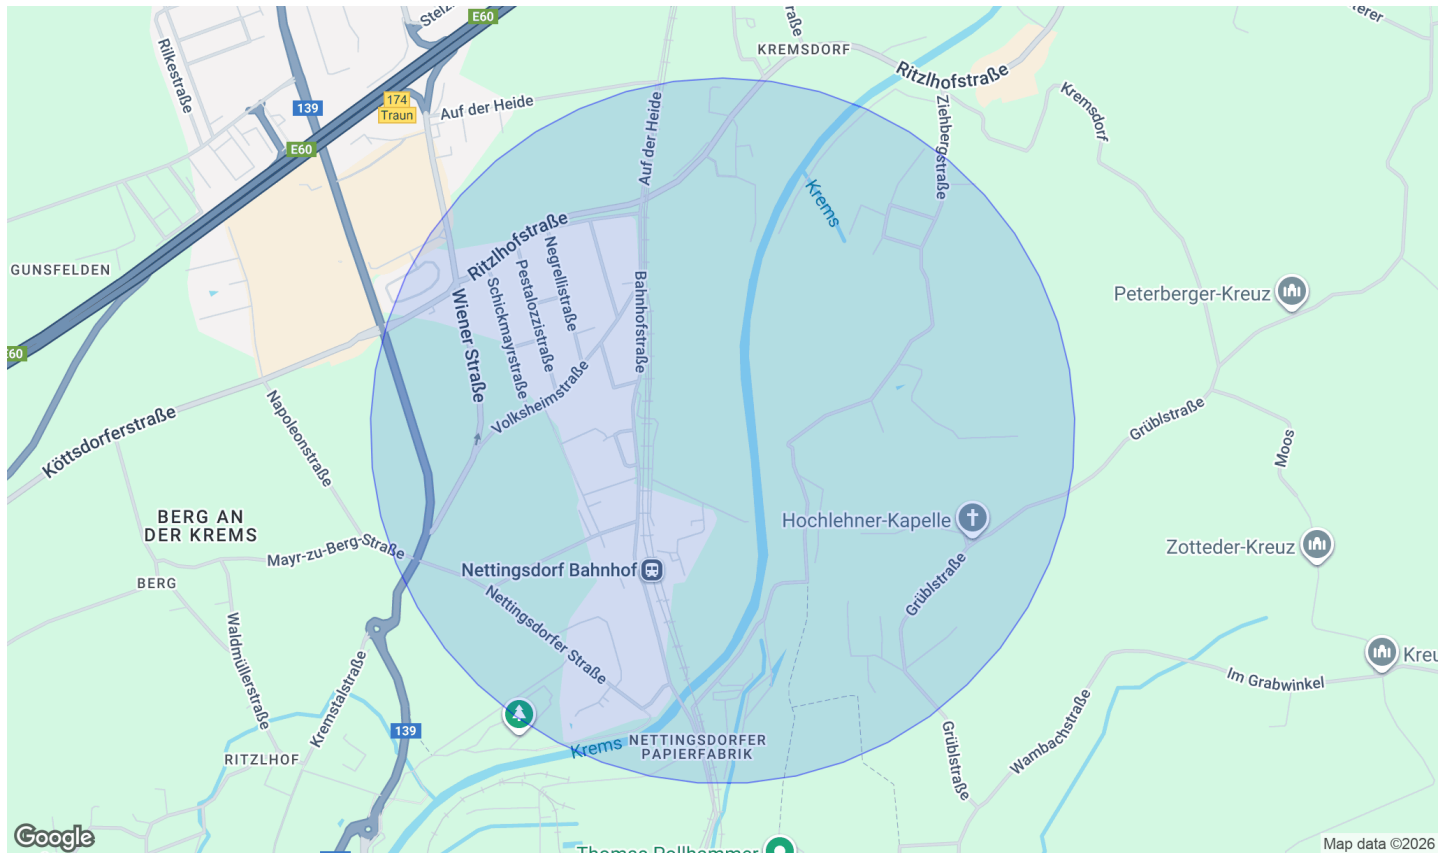 E60
Rilkestraße
139
174
Traun
Auf der Heide
KREMSDORF
Ritzlhofstraße
Kremsdorf
Ziehbergstraße
E60
Auf der Heide
Krems
GUNSFELDEN
Ritzlhofstraße
Negrellistraße
Pestalozzistraße
Schickmayrstraße
Wiener Straße
Bahnhofstraße
Peterberger-Kreuz
E60
Volksheimstraße
Napoleonstraße
Köttsdorferstraße
Grüblstraße
Moos
BERG AN
DER KREMS
Hochlehner-Kapelle
Mayr-zu-Berg-Straße
Zotteder-Kreuz
BERG
Nettingsdorf Bahnhof
Grüblstraße
Nettingsdorfer Straße
Waldmüllerstraße
Kremstalstraße
Im Grabwinkel
Wambachstraße
139
Krems
NETTINGSDORFER
PAPIERFABRIK
RITZLHOF
Grüblstraße
Google
Map data ©2026